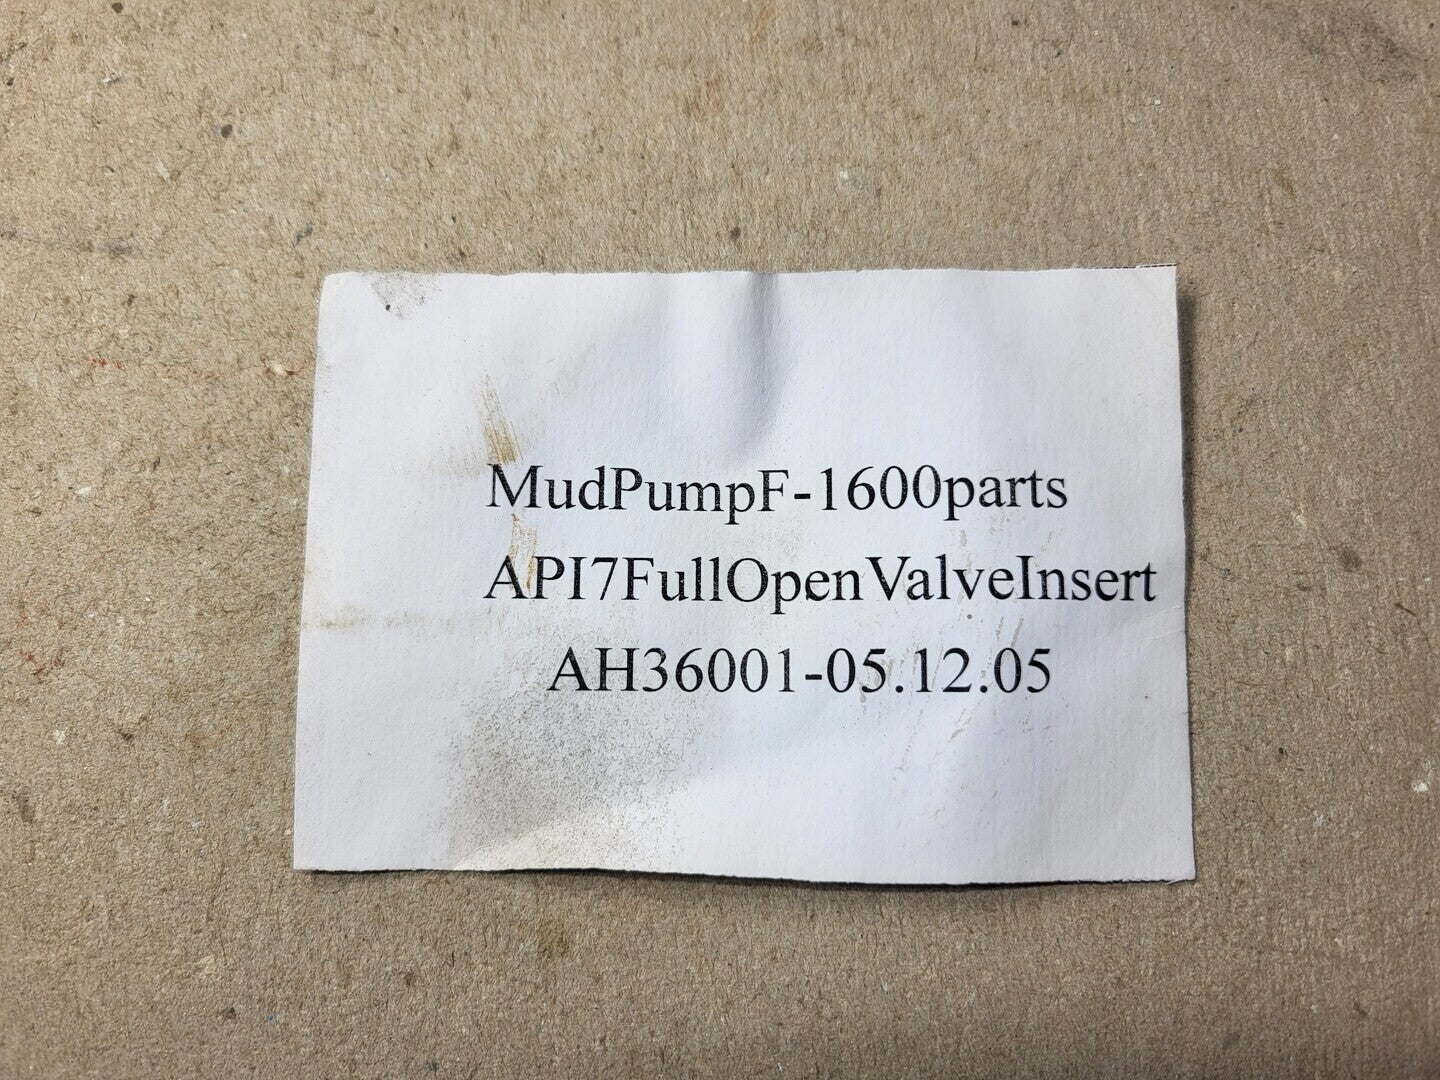 MudPumpF-1600parts
API7FullOpenValveInsert
AH36001-05.12.05